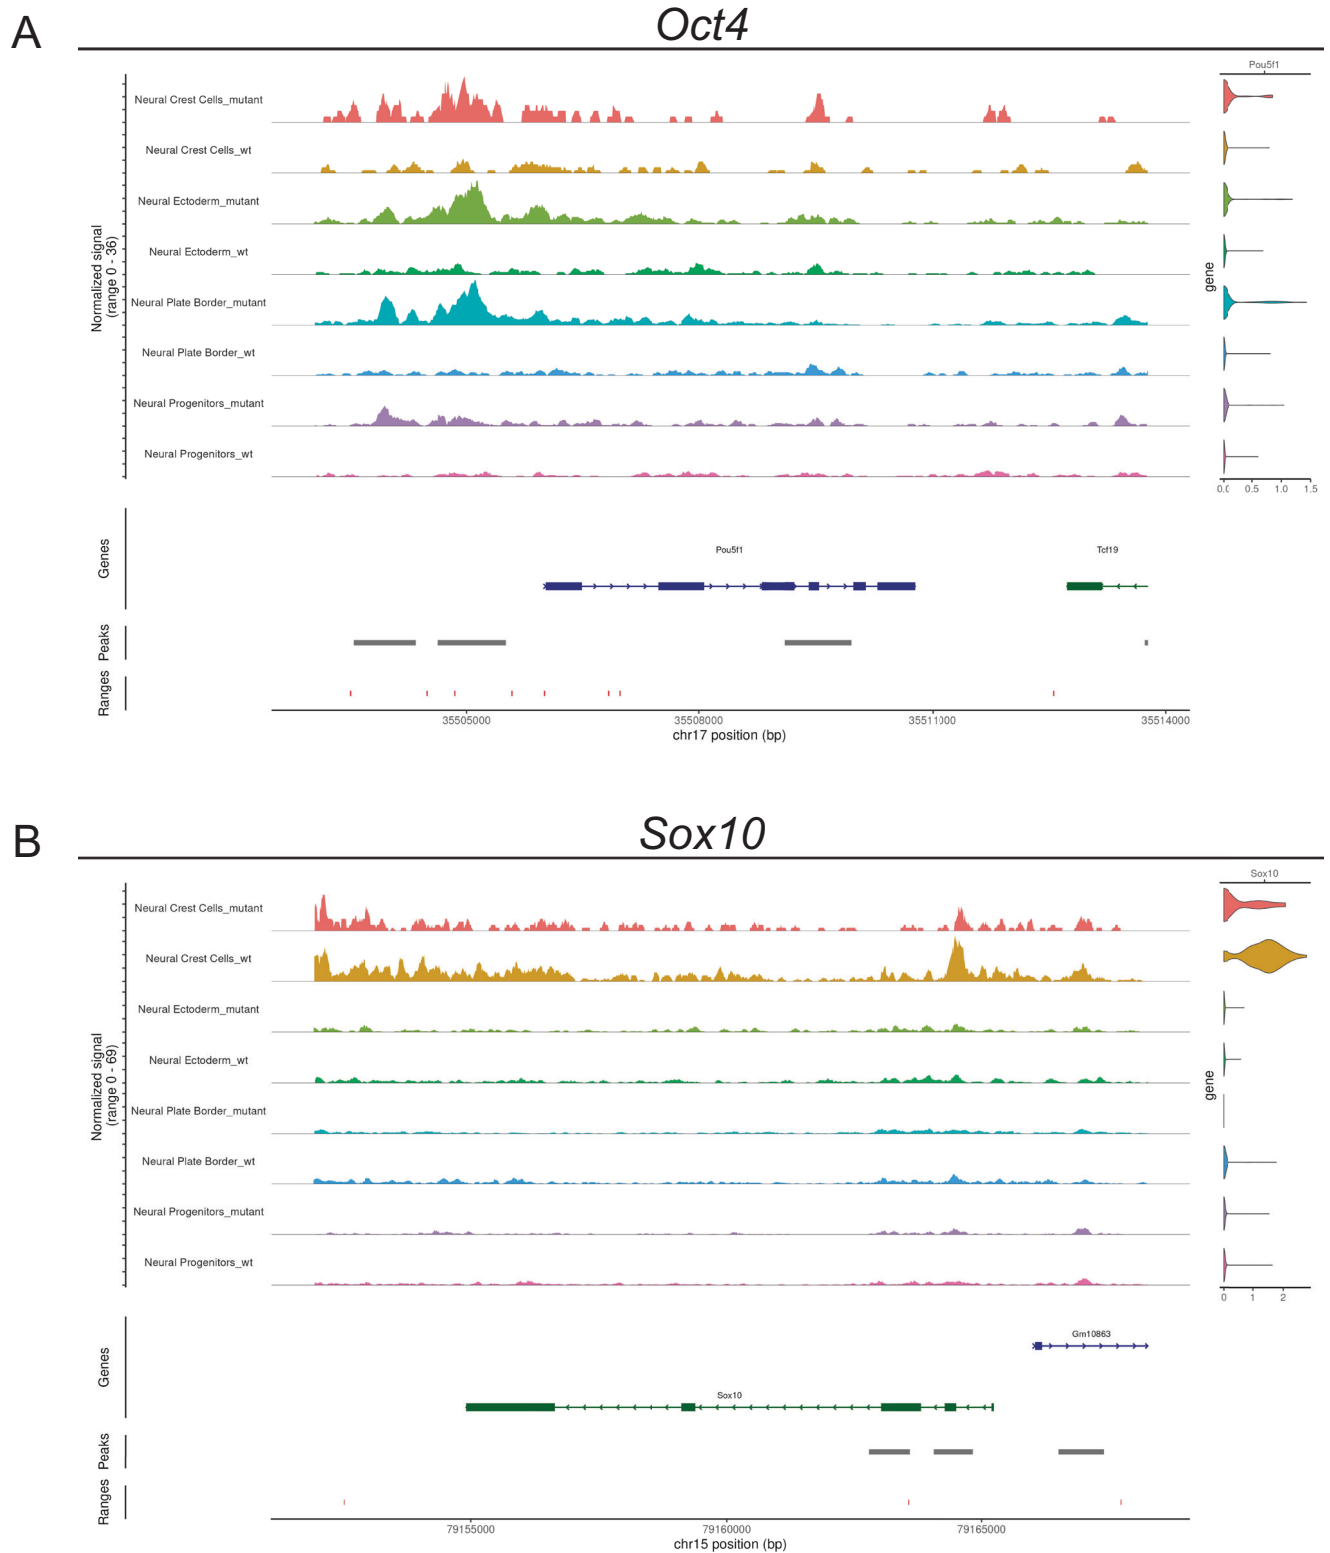 A
Oct4
Normalized signal
(range 0 - 36)
Neural Crest Cells_mutant
Neural Crest Cells_wt
Neural Ectoderm_mutant
Neural Ectoderm_wt
Neural Plate Border_mutant
Neural Plate Border_wt
Neural Progenitors_mutant
Neural Progenitors_wt
Pou5f1
gene
0.0 0.5 1.0 1.5
Genes
Pou5f1
Tcf19
Peaks
Ranges
35505000 35508000 35511000 35514000
chr17 position (bp)
B
Sox10
Normalized signal
(range 0 - 69)
Neural Crest Cells_mutant
Neural Crest Cells_wt
Neural Ectoderm_mutant
Neural Ectoderm_wt
Neural Plate Border_mutant
Neural Plate Border_wt
Neural Progenitors_mutant
Neural Progenitors_wt
Sox10
gene
0 1 2
Genes
Gm10863
Sox10
Peaks
Ranges
79155000 79160000 79165000
chr15 position (bp)